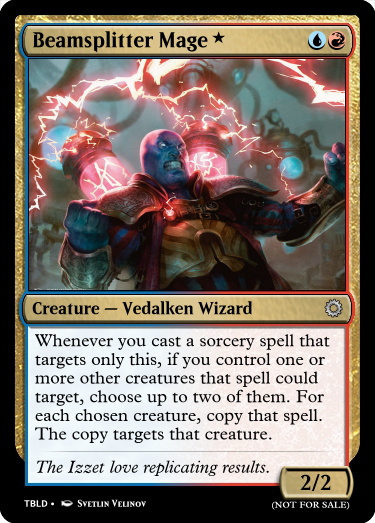 Beamsplitter Mage ★
Creature — Vedalken Wizard
Whenever you cast a sorcery spell that
targets only this, if you control one or
more other creatures that spell could
target, choose up to two of them. For
each chosen creature, copy that spell.
The copy targets that creature.
The Izzet love replicating results.
2/2
TBLD • Svetlin Velinov
(NOT FOR SALE)